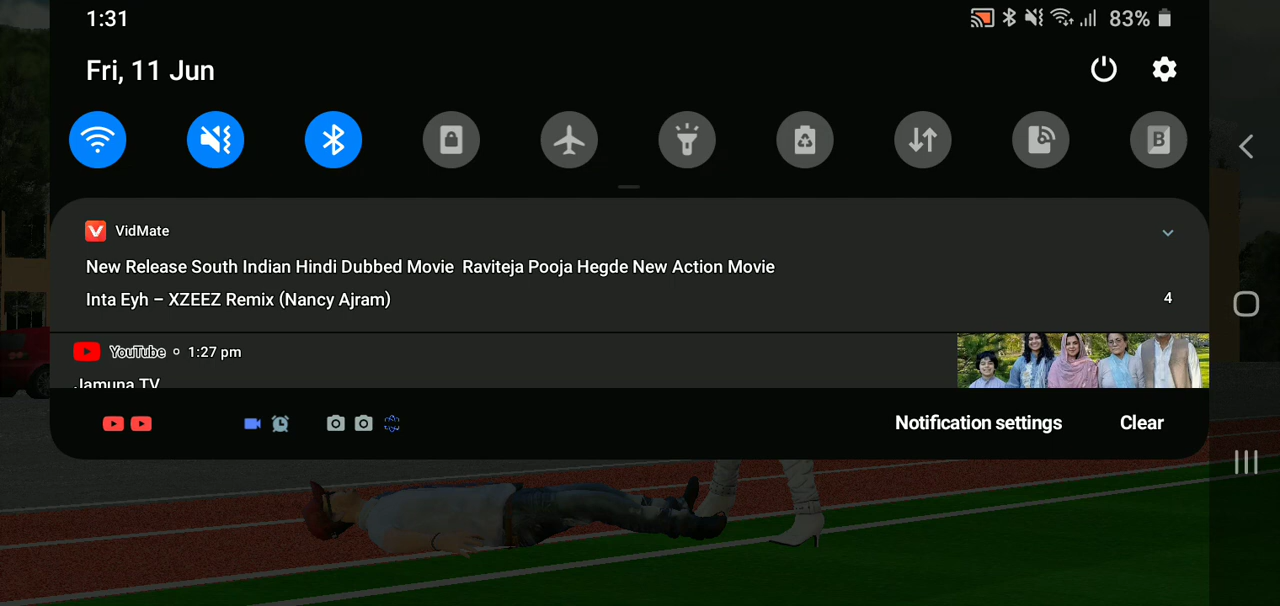 1:31
83%
Fri, 11 Jun
B
VidMate
New Release South Indian Hindi Dubbed Movie  Raviteja Pooja Hegde New Action Movie
Inta Eyh – XZEEZ Remix (Nancy Ajram)
4
YouTube 1:27 pm
Jamuna TV
Notification settings
Clear